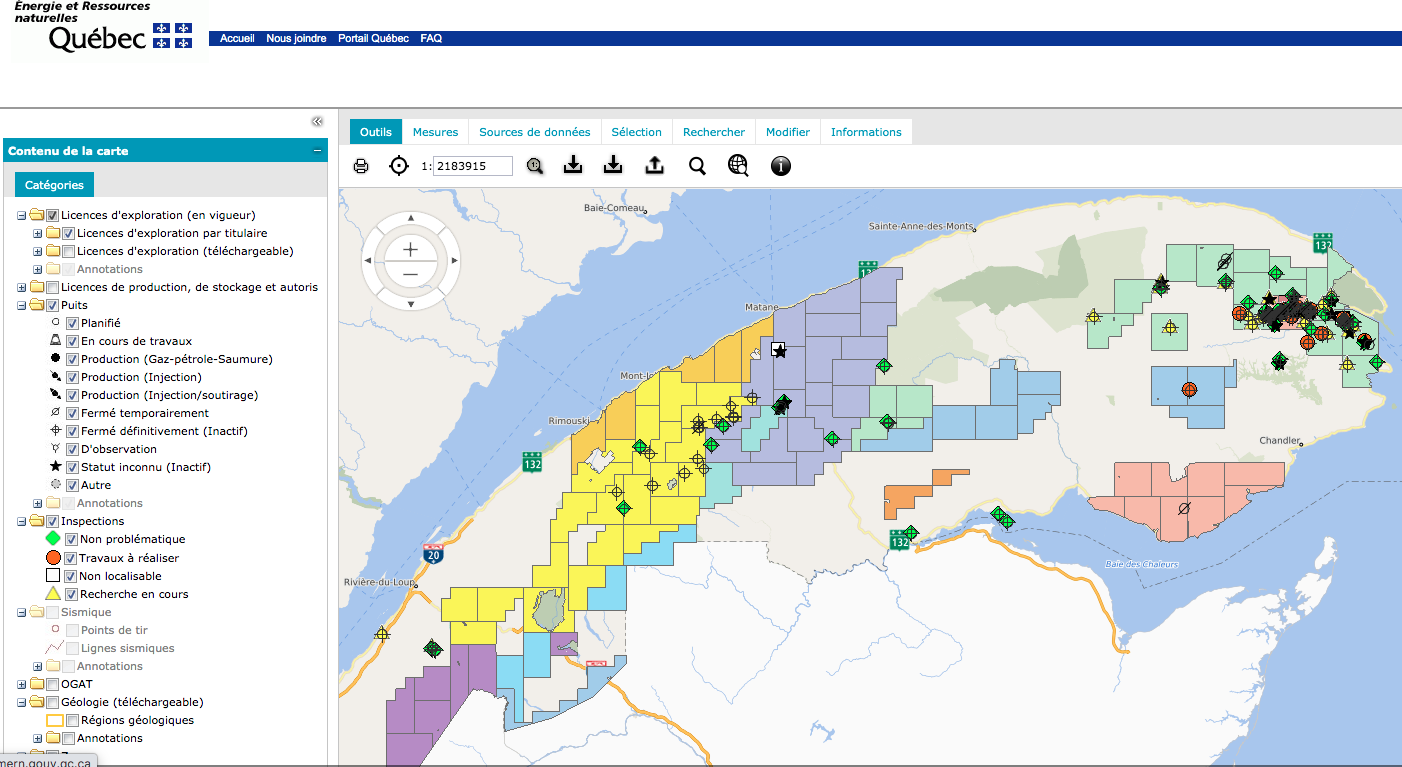 Énergie et Ressources
naturelles
Québec
Accueil Nous joindre Portail Québec FAQ
«
Contenu de la carte
Catégories
Licences d'exploration (en vigueur)
Licences d'exploration par titulaire
Licences d'exploration (téléchargeable)
Annotations
Licences de production, de stockage et autoris
Puits
Planifié
En cours de travaux
Production (Gaz-pétrole-Saumure)
Production (Injection)
Production (Injection/soutirage)
Fermé temporairement
Fermé définitivement (Inactif)
D'observation
Statut inconnu (Inactif)
Autre
Annotations
Inspections
Non problématique
Travaux à réaliser
Non localisable
Recherche en cours
Sismique
Points de tir
Lignes sismiques
Annotations
OGAT
Géologie (téléchargeable)
Régions géologiques
Annotations
mern.gouv.qc.ca
Outils Mesures Sources de données Sélection Rechercher Modifier Informations
1: 2183915
Baie-Comeau
Sainte-Anne-des-Monts
132
132
Matane
Mont-Jo
Rimouski
132
Chandler
132
20
Baie des Chaleurs
Rivière-du-Loup